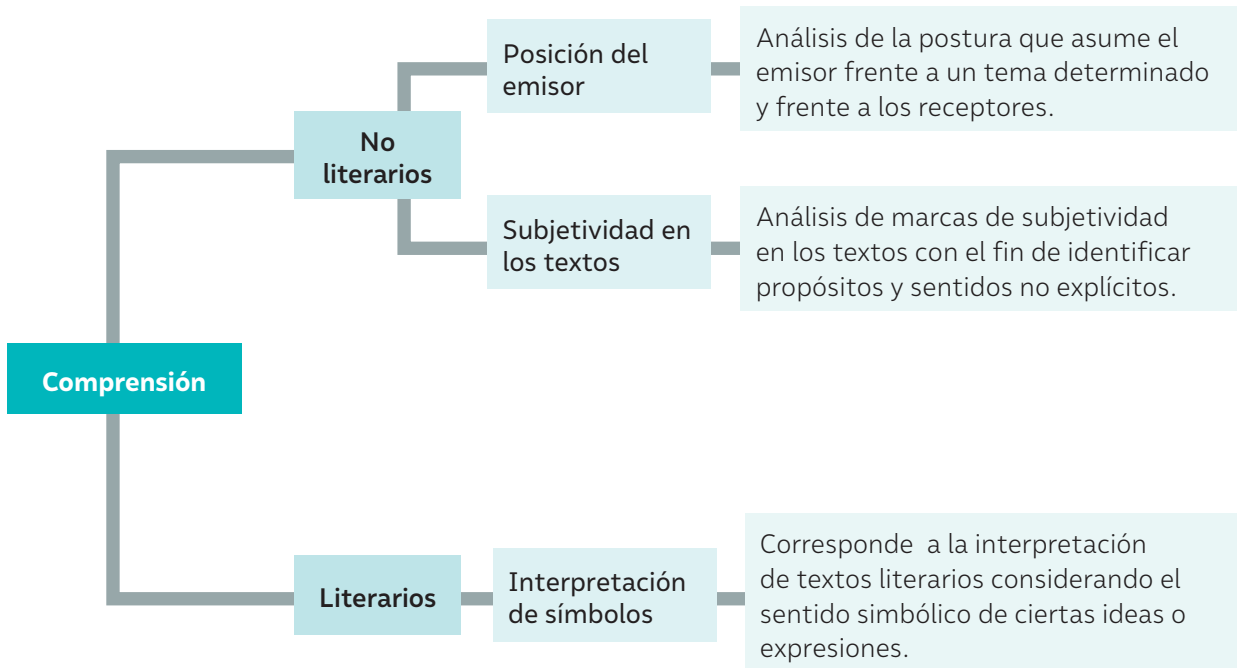 Comprensión
No
literarios
Posición del
emisor
Análisis de la postura que asume el
emisor frente a un tema determinado
y frente a los receptores.
Subjetividad en
los textos
Análisis de marcas de subjetividad
en los textos con el fin de identificar
propósitos y sentidos no explícitos.
Literarios
Interpretación
de símbolos
Corresponde a la interpretación
de textos literarios considerando el
sentido simbólico de ciertas ideas o
expresiones.